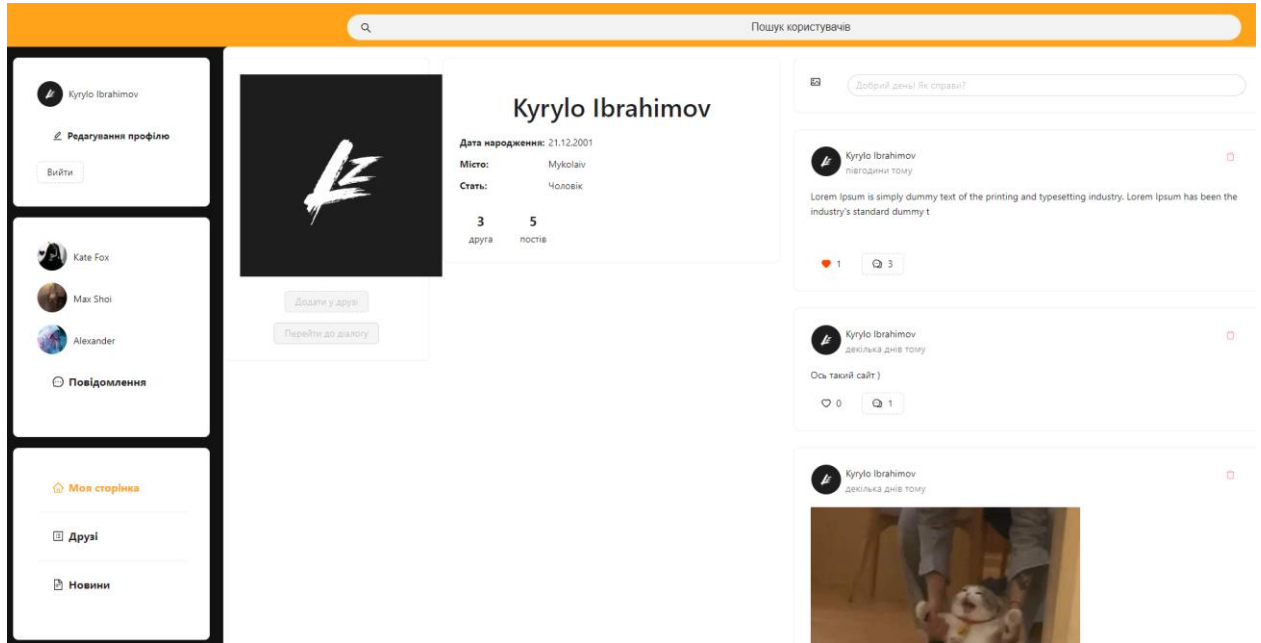 Пошук користувачів
Kyrylo Ibrahimov
Редагування профілю
Вийти
Kate Fox
Max Shoi
Alexander
Повідомлення
Моя сторінка
Друзі
Новини
Додати у друзі
Перейти до діалогу
Kyrylo Ibrahimov
Дата народження: 21.12.2001
Місто: Mykolaiv
Стать: Чоловік
3 5
друга постів
Добрий день! Як справи?
Kyrylo Ibrahimov
півгодини тому
Lorem Ipsum is simply dummy text of the printing and typesetting industry. Lorem Ipsum has been the
industry's standard dummy t
1 3
Kyrylo Ibrahimov
декілька днів тому
Ось такий сайт )
0 1
Kyrylo Ibrahimov
декілька днів тому